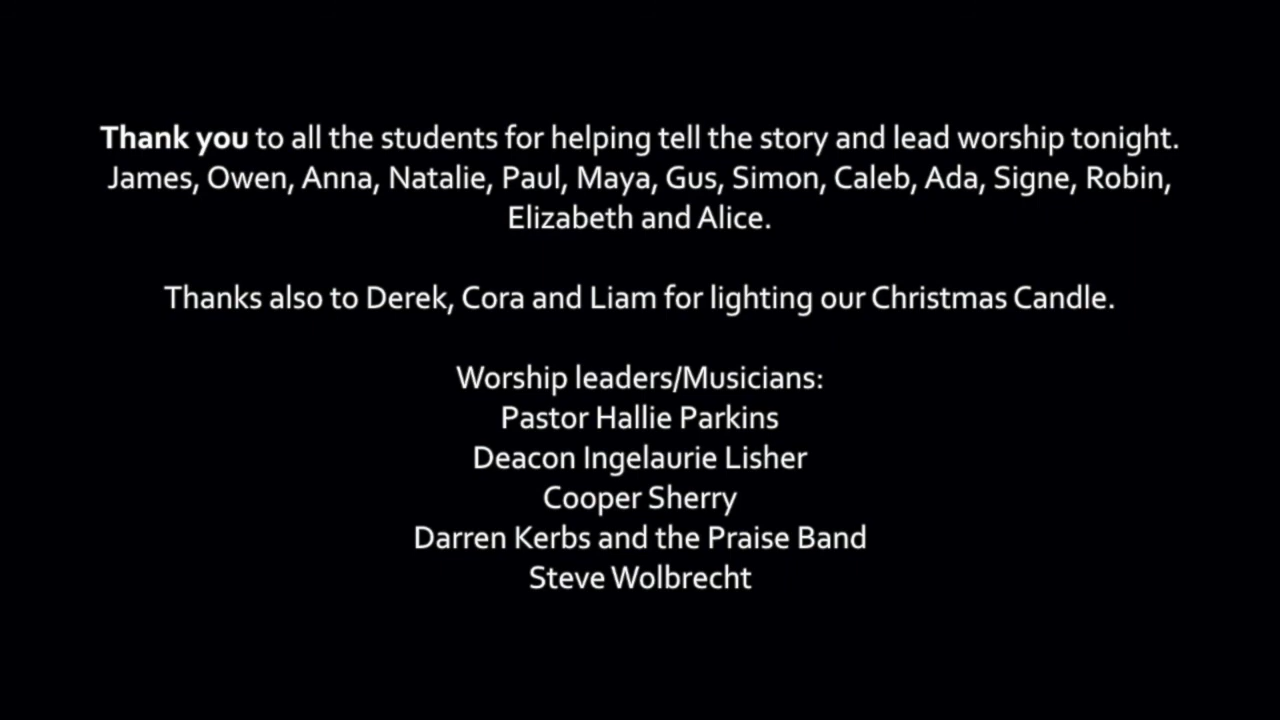 Thank you to all the students for helping tell the story and lead worship tonight.
James, Owen, Anna, Natalie, Paul, Maya, Gus, Simon, Caleb, Ada, Signe, Robin,
Elizabeth and Alice.
Thanks also to Derek, Cora and Liam for lighting our Christmas Candle.
Worship leaders/Musicians:
Pastor Hallie Parkins
Deacon Ingelaurie Lisher
Cooper Sherry
Darren Kerbs and the Praise Band
Steve Wolbrecht